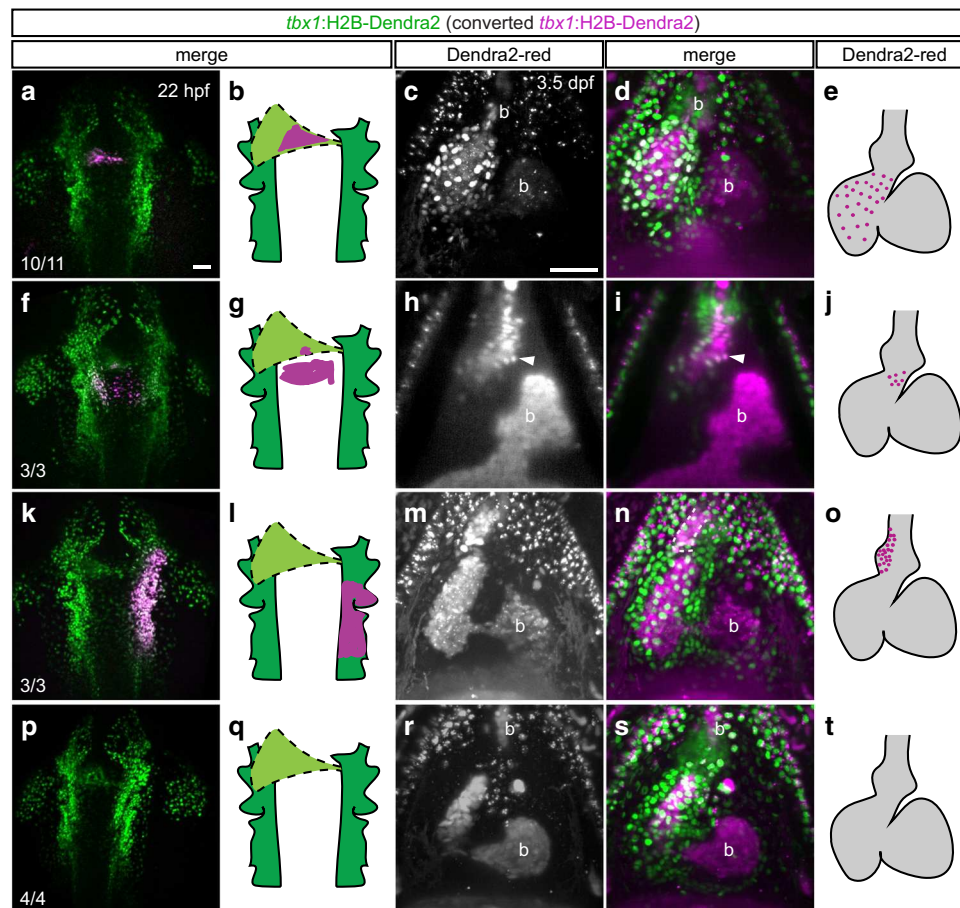 tbx1:H2B-Dendra2 (converted tbx1:H2B-Dendra2)
merge Dendra2-red merge Dendra2-red
a 22 hpf b c 3.5 dpf b b d b b e
10/11
f g h b i b j
3/3
k l m b n b o
3/3
p q r b b s b b t
4/4